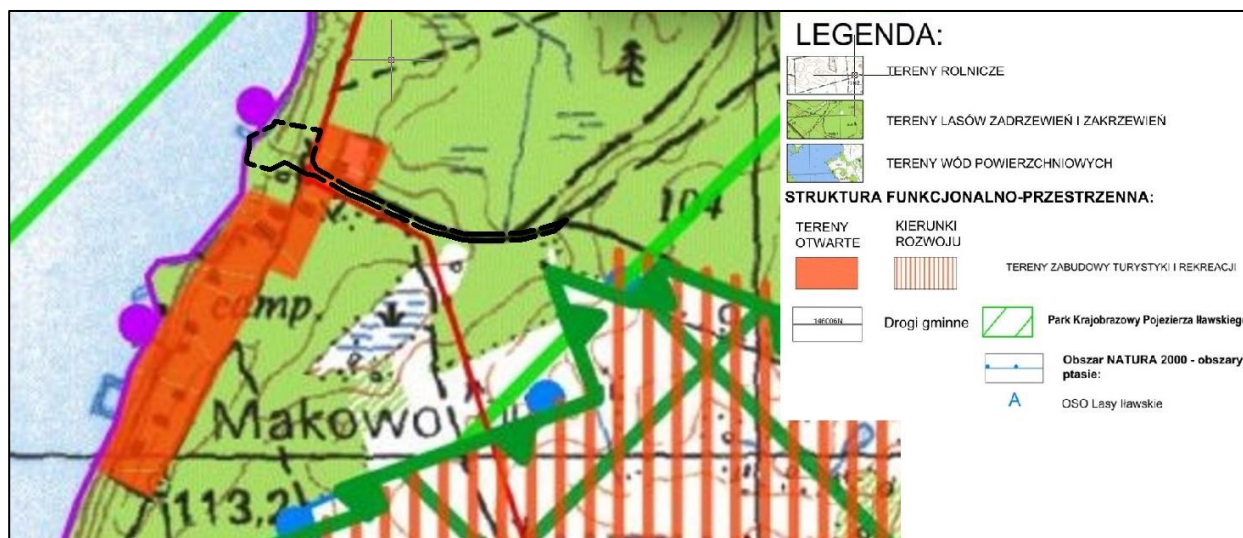 104
camp.
Makowo
113,2
LEGENDA:
TERENY ROLNICZE
TERENY LASÓW ZADRZEWIEŃ I ZAKRZEWIEŃ
TERENY WÓD POWIERZCHNIOWYCH
STRUKTURA FUNKCJONALNO-PRZESTRZENNA:
TERENY
OTWARTE
KIERUNKI
ROZWOJU
TERENY ZABUDOWY TURYSTYKI I REKREACJI
Drogi gminne
Park Krajobrazowy Pojezierza Iławskiego
Obszar NATURA 2000 - obszary
ptasie:
A
OSO Lasy Iławskie